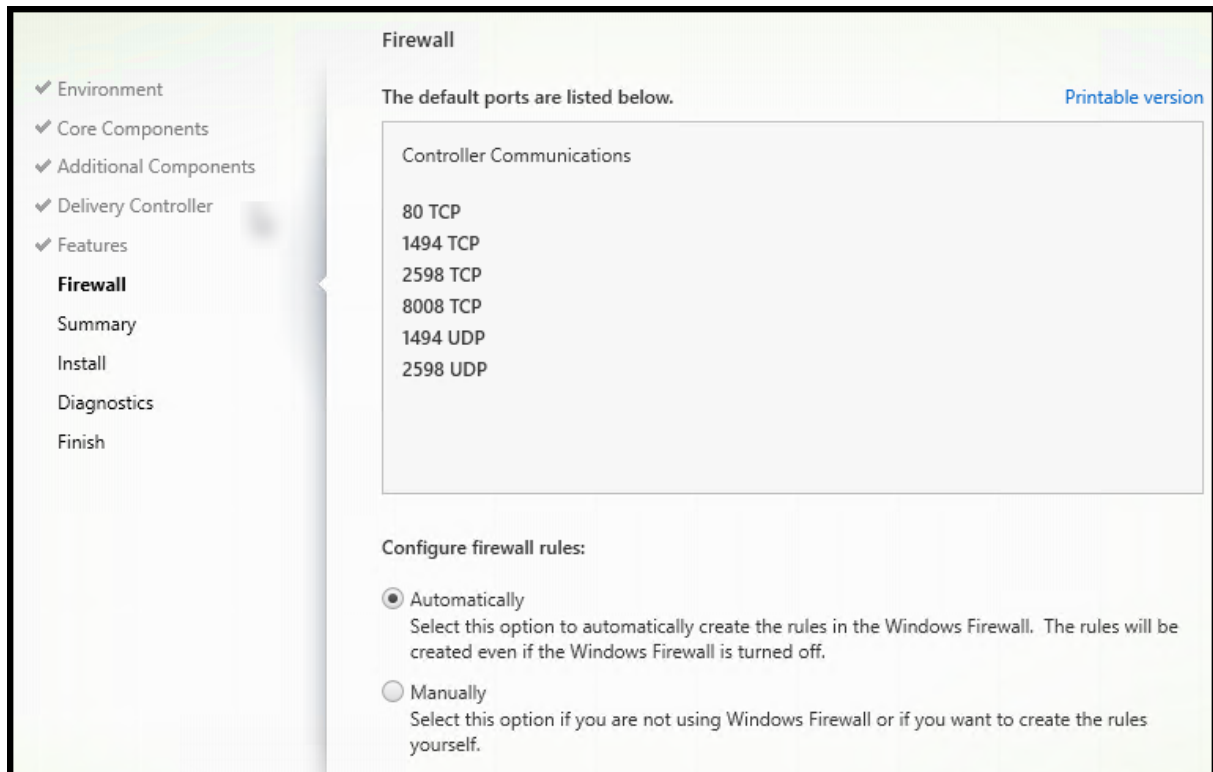 Firewall
Environment
Core Components
Additional Components
Delivery Controller
Features
Firewall
Summary
Install
Diagnostics
Finish
The default ports are listed below.
Printable version
Controller Communications
80 TCP
1494 TCP
2598 TCP
8008 TCP
1494 UDP
2598 UDP
Configure firewall rules:
Automatically
Select this option to automatically create the rules in the Windows Firewall.  The rules will be
created even if the Windows Firewall is turned off.
Manually
Select this option if you are not using Windows Firewall or if you want to create the rules
yourself.